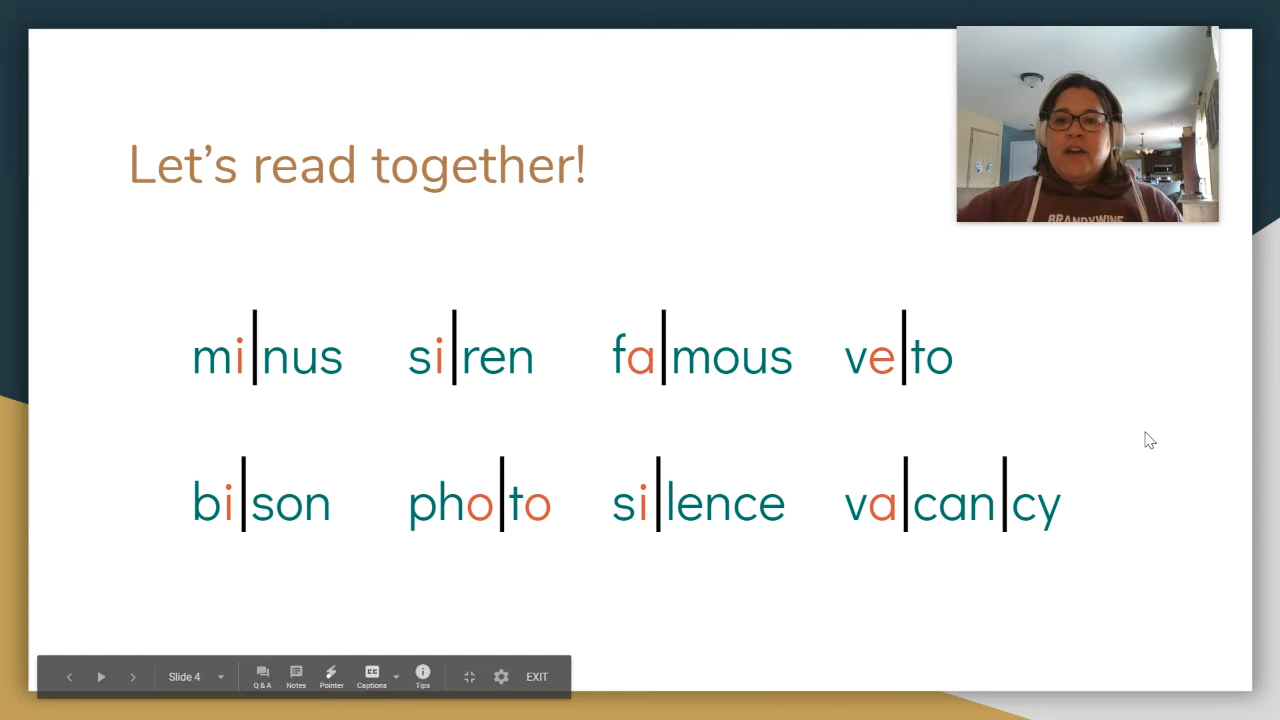 Let's read together!
BRANDYWINE
mi|nus si|ren fa|mous ve|to
bi|son pho|to si|lence va|can|cy
Slide 4 Q & A Notes Pointer Captions Tips EXIT